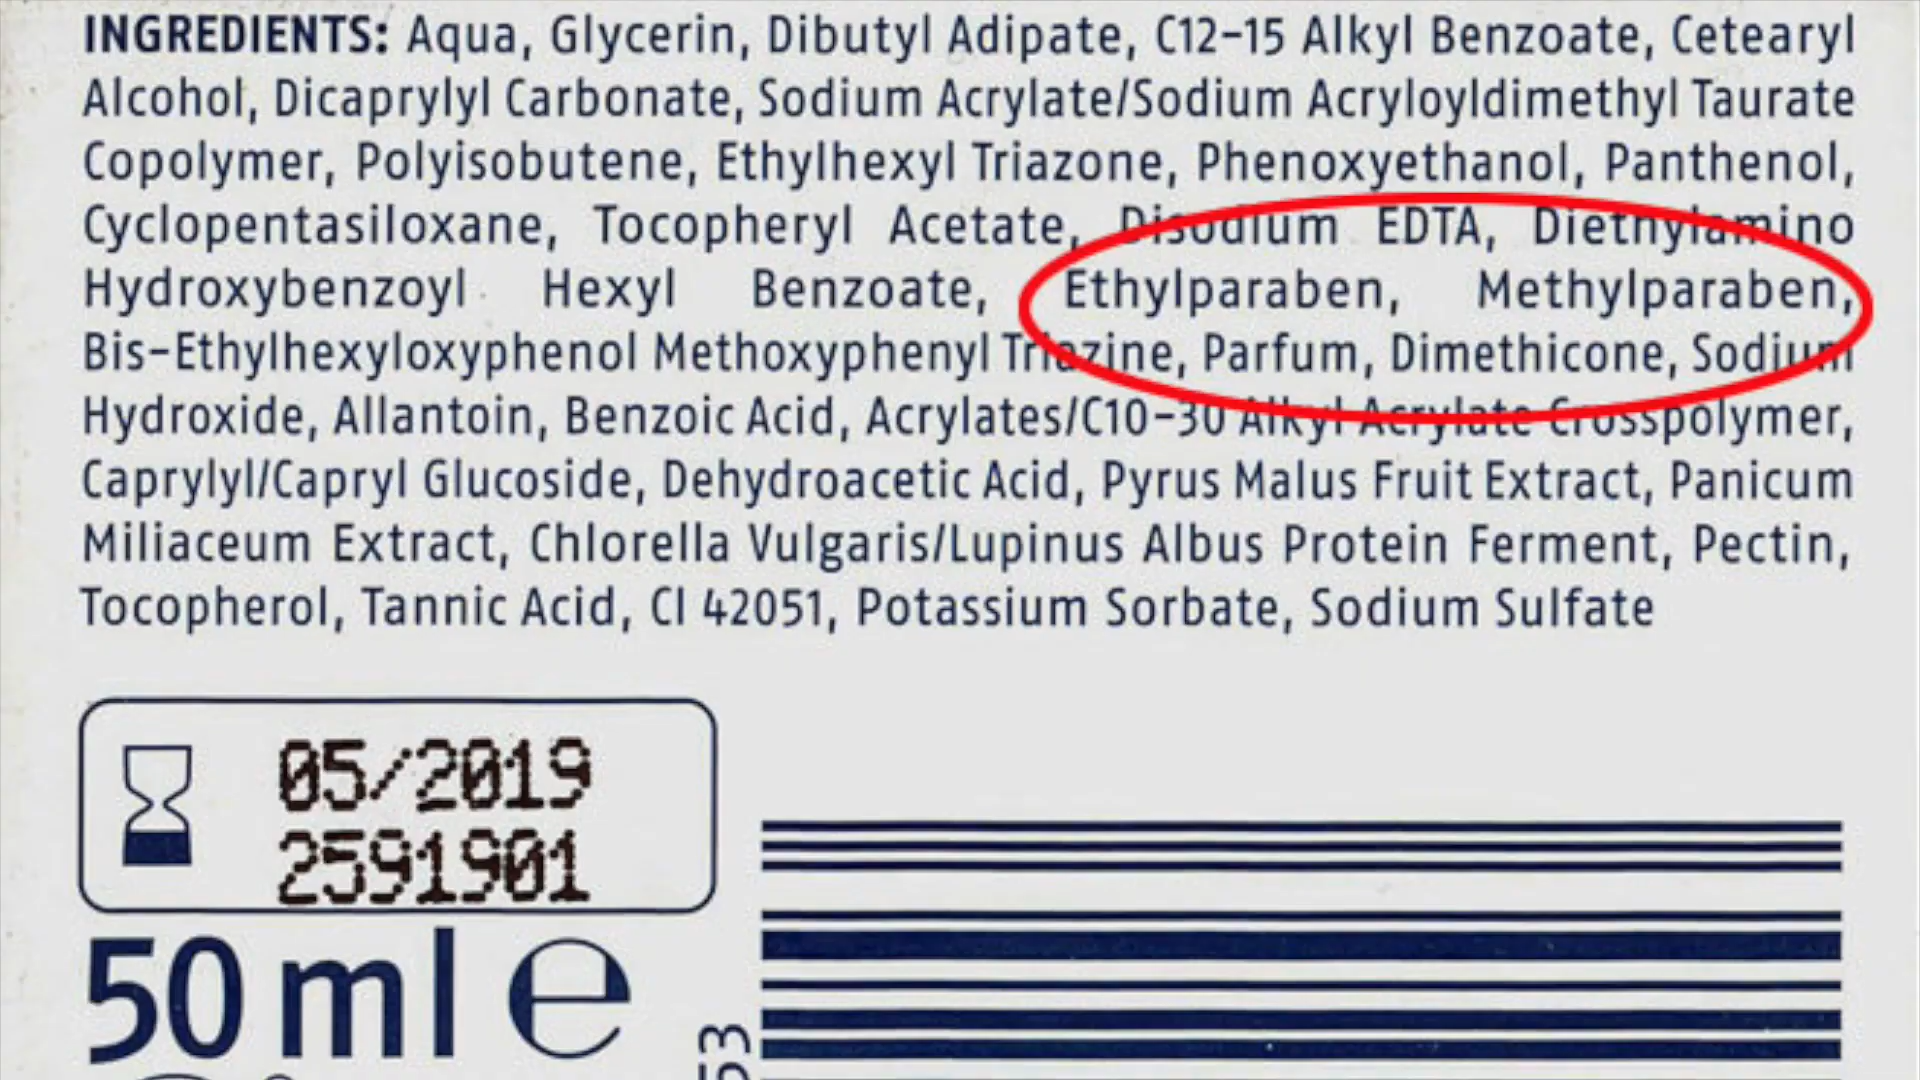 INGREDIENTS: Aqua, Glycerin, Dibutyl Adipate, C12-15 Alkyl Benzoate, Cetearyl
Alcohol, Dicaprylyl Carbonate, Sodium Acrylate/Sodium Acryloyldimethyl Taurate
Copolymer, Polyisobutene, Ethylhexyl Triazone, Phenoxyethanol, Panthenol,
Cyclopentasiloxane, Tocopheryl Acetate, Disodium EDTA, Diethylamino
Hydroxybenzoyl Hexyl Benzoate, Ethylparaben, Methylparaben,
Bis-Ethylhexyloxyphenol Methoxyphenyl Triazine, Parfum, Dimethicone, Sodium
Hydroxide, Allantoin, Benzoic Acid, Acrylates/C10-30 Alkyl Acrylate Crosspolymer,
Caprylyl/Capryl Glucoside, Dehydroacetic Acid, Pyrus Malus Fruit Extract, Panicum
Miliaceum Extract, Chlorella Vulgaris/Lupinus Albus Protein Ferment, Pectin,
Tocopherol, Tannic Acid, CI 42051, Potassium Sorbate, Sodium Sulfate
05/2019
2591901
50 ml e
53